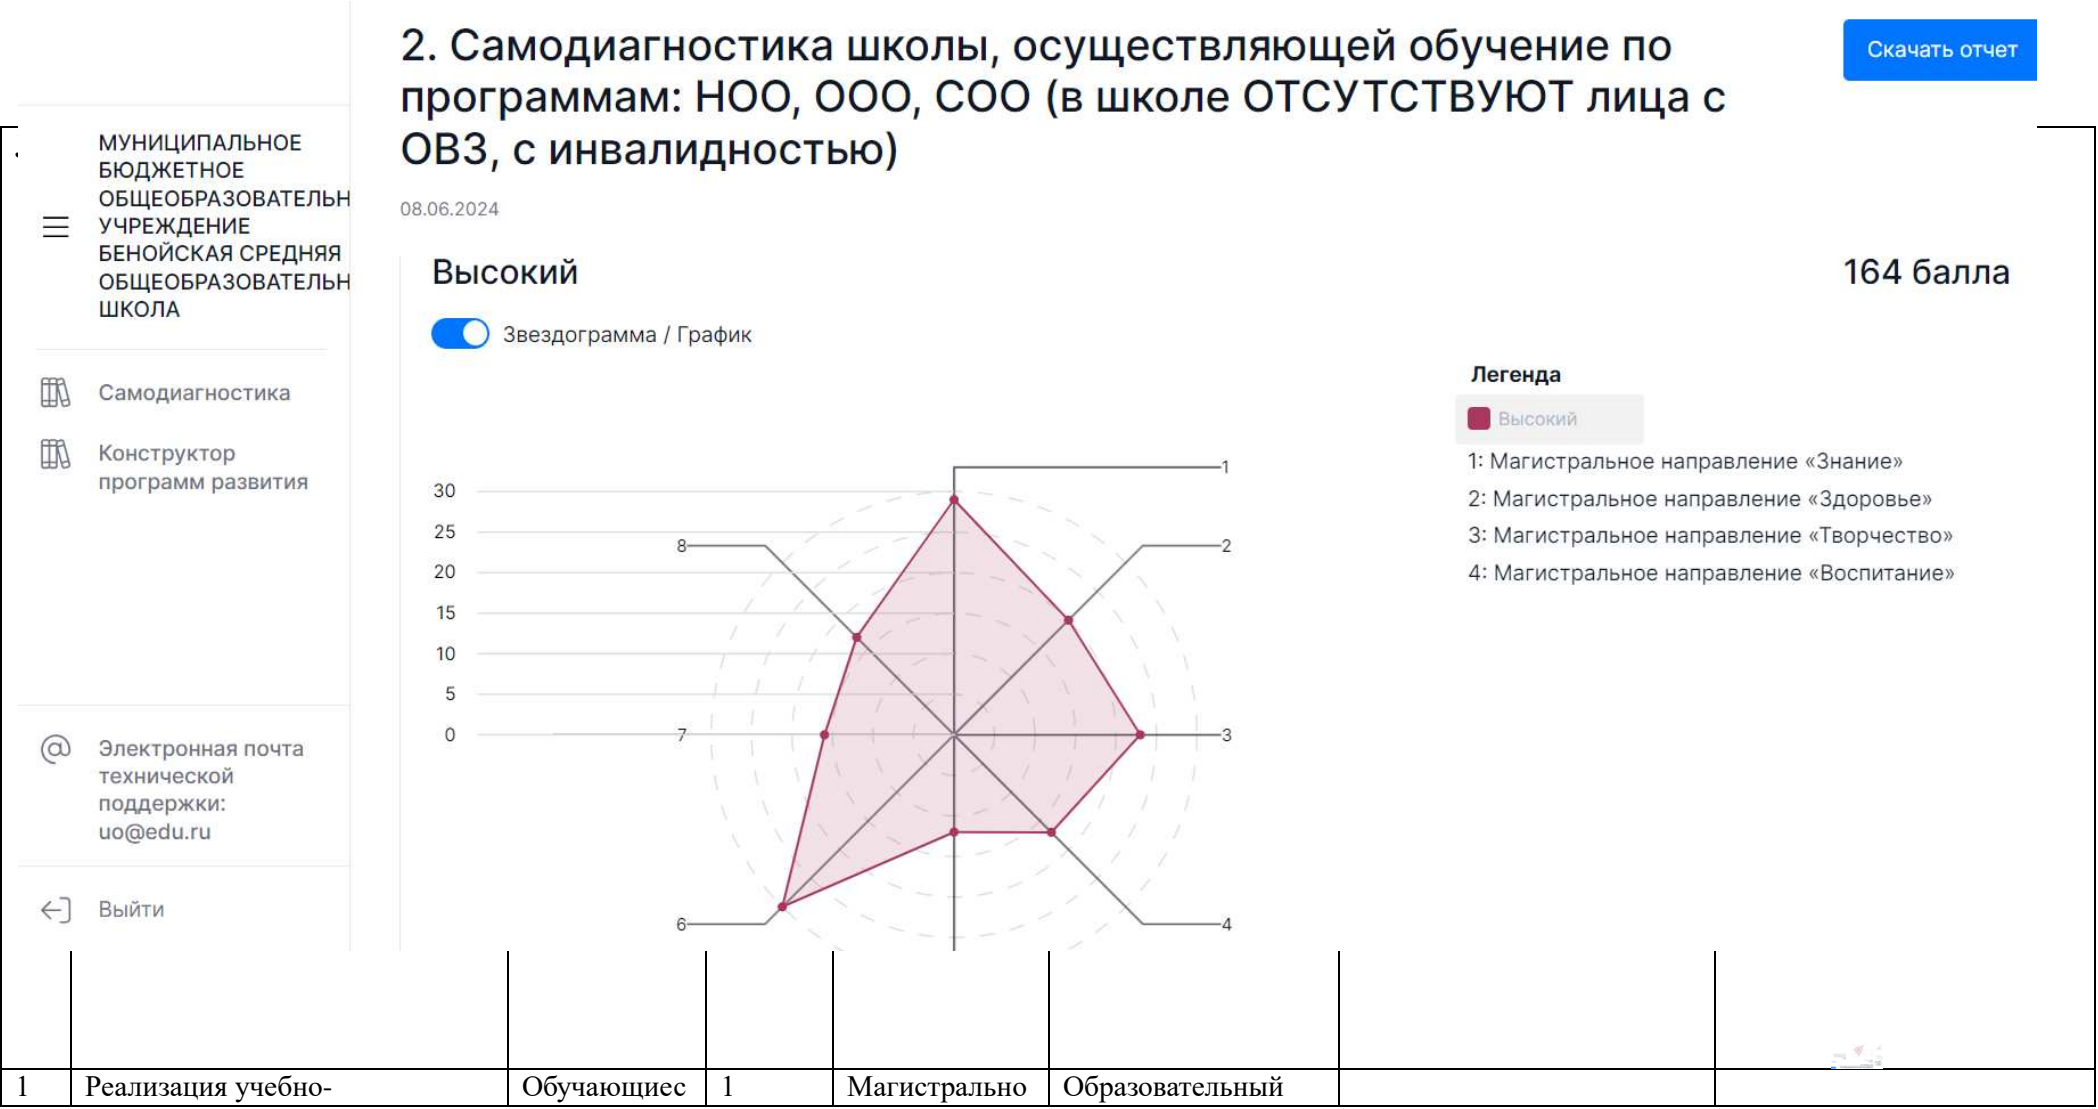 2. Самодиагностика школы, осуществляющей обучение по
программам: НОО, ООО, СОО (в школе ОТСУТСТВУЮТ лица с
ОВЗ, с инвалидностью)
Скачать отчет
08.06.2024
МУНИЦИПАЛЬНОЕ
БЮДЖЕТНОЕ
ОБЩЕОБРАЗОВАТЕЛЬН
УЧРЕЖДЕНИЕ
БЕНОЙСКАЯ СРЕДНЯЯ
ОБЩЕОБРАЗОВАТЕЛЬН
ШКОЛА
Самодиагностика
Конструктор
программ развития
Электронная почта
технической
поддержки:
uo@edu.ru
Выйти
Высокий
164 балла
Звездограмма / График
30
25
20
15
10
5
0
1
2
3
4
6
7
8
Легенда
Высокий
1: Магистральное направление «Знание»
2: Магистральное направление «Здоровье»
3: Магистральное направление «Творчество»
4: Магистральное направление «Воспитание»
1 Реализация учебно- Обучающиес 1 Магистрально Образовательный